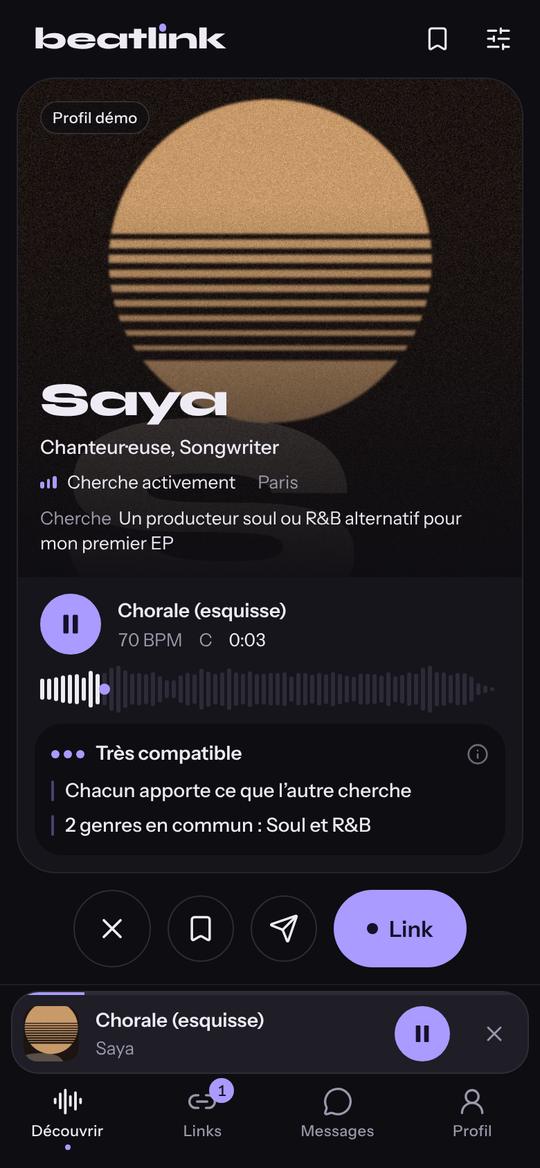 beatlink
Profil démo
Saya
Chanteur·euse, Songwriter
Cherche activement Paris
Cherche Un producteur soul ou R&B alternatif pour
mon premier EP
Chorale (esquisse)
70 BPM C 0:03
Très compatible
Chacun apporte ce que l’autre cherche
2 genres en commun : Soul et R&B
Link
Chorale (esquisse)
Saya
1
Découvrir Links Messages Profil